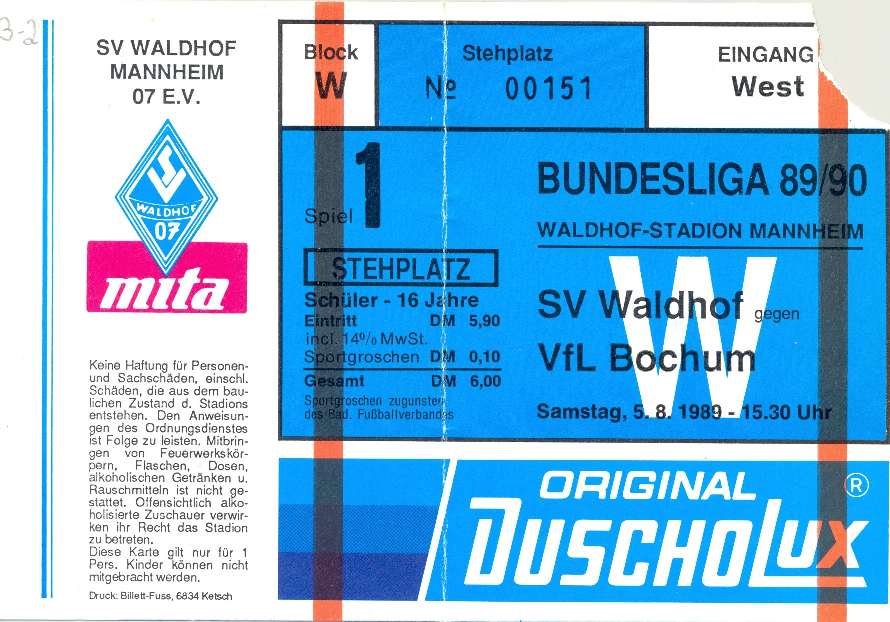 3-2
SV WALDHOF
MANNHEIM
07 E.V.
WALDHOF
07
mita
Keine Haftung für Personen-
und Sachschäden, einschl.
Schäden, die aus dem bau-
lichen Zustand d. Stadions
entstehen. Den Anweisun-
gen des Ordnungsdienstes
ist Folge zu leisten. Mitbrin-
gen von Feuerwerkskör-
pern, Flaschen, Dosen,
alkoholischen Getränken u.
Rauschmitteln ist nicht ge-
stattet. Offensichtlich alko-
holisierte Zuschauer verwir-
ken ihr Recht das Stadion
zu betreten.
Diese Karte gilt nur für 1
Pers. Kinder können nicht
mitgebracht werden.
Druck: Billett-Fuss, 6834 Ketsch
Block
W
Stehplatz
Nº 00151
EINGANG
West
Spiel 1
STEHPLATZ
Schüler - 16 Jahre
Eintritt DM 5,90
incl. 14% MwSt.
Sportgroschen DM 0,10
Gesamt DM 6,00
Sportgroschen zugunsten
des Bad. Fußballverbandes
BUNDESLIGA 89/90
WALDHOF-STADION MANNHEIM
W
SV Waldhof gegen
VfL Bochum
Samstag, 5. 8. 1989 - 15.30 Uhr
ORIGINAL ®
DUSCHOLUX